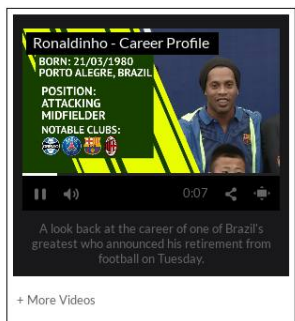 Ronaldinho - Career Profile
BORN: 21/03/1980
PORTO ALEGRE, BRAZIL
POSITION:
ATTACKING
MIDFIELDER
NOTABLE CLUBS:
0:07
A look back at the career of one of Brazil's
greatest who announced his retirement from
football on Tuesday.
+ More Videos